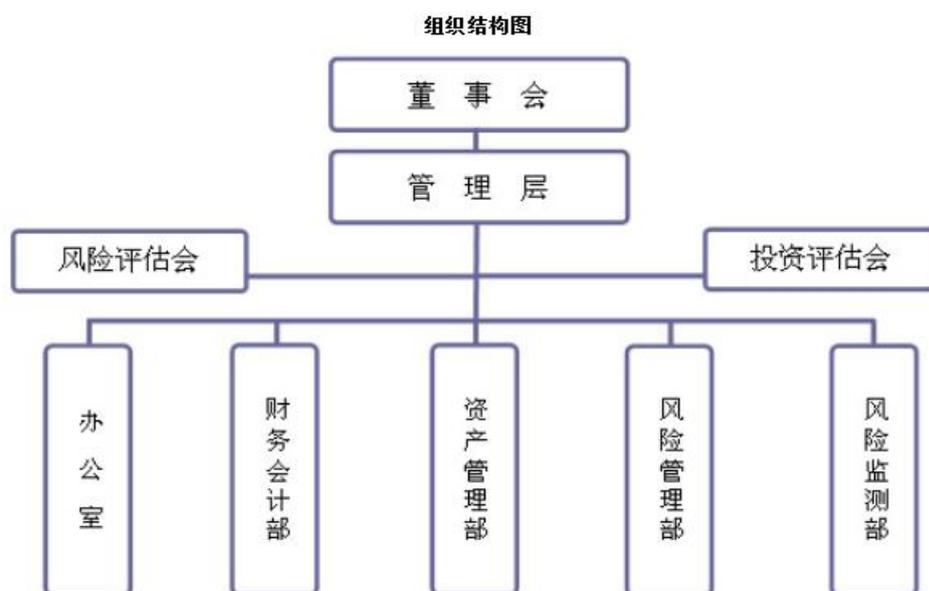 组织结构图
董事会
管理层
风险评估会
投资评估会
办公室
财务会计部
资产管理部
风险管理部
风险监测部